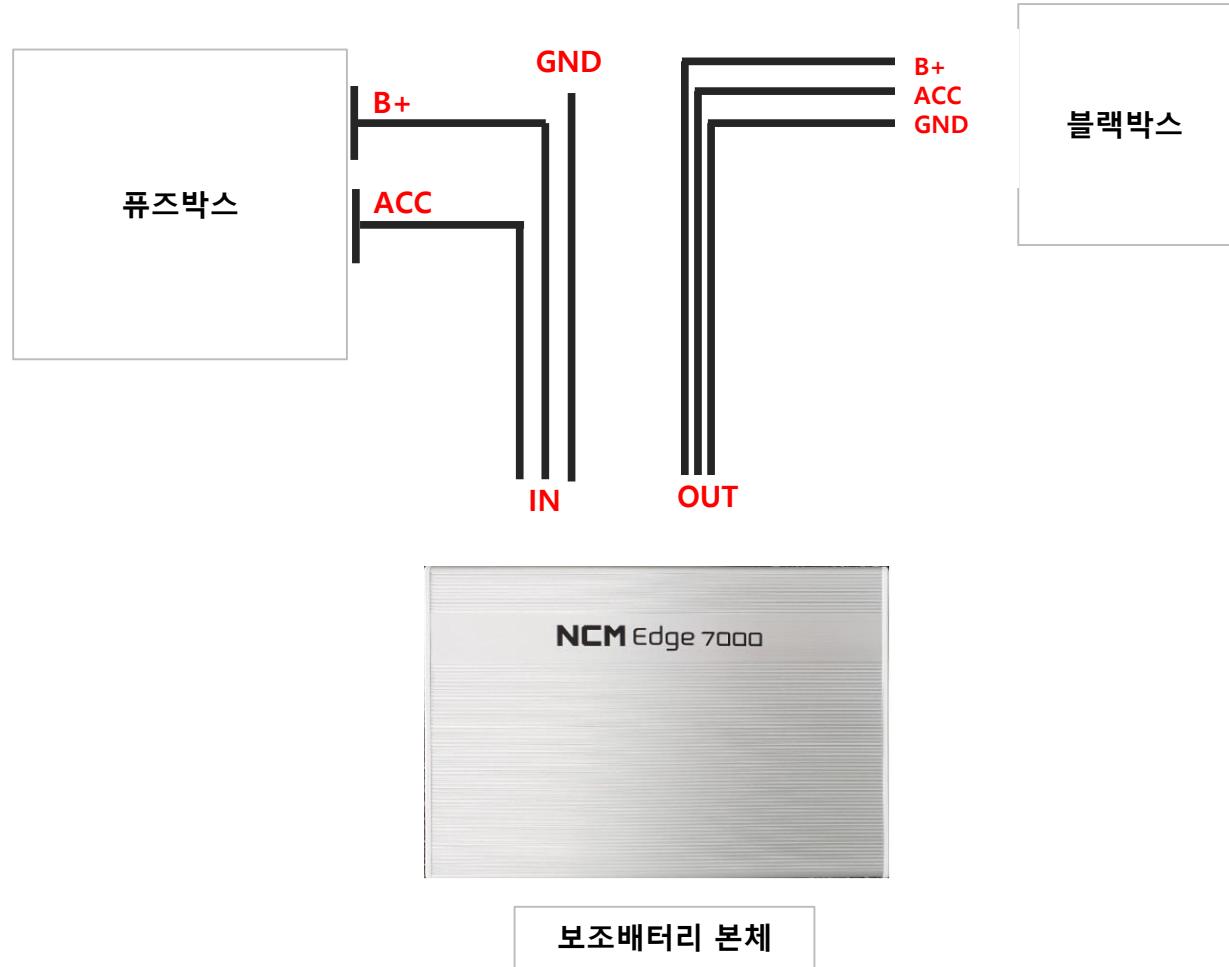 GND
B+
ACC
퓨즈박스
B+
ACC
GND
블랙박스
IN
OUT
NCM Edge 7000
보조배터리 본체